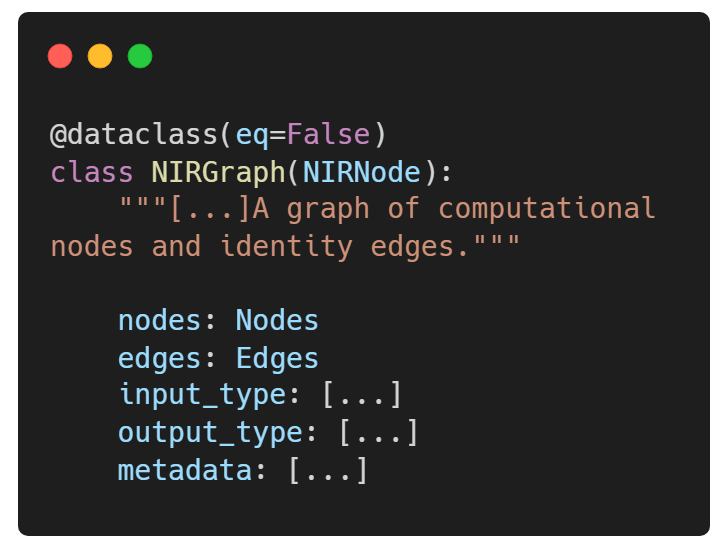 @dataclass(eq=False)
class NIRGraph(NIRNode):
    """[...]A graph of computational
nodes and identity edges."""
    nodes: Nodes
    edges: Edges
    input_type: [...]
    output_type: [...]
    metadata: [...]